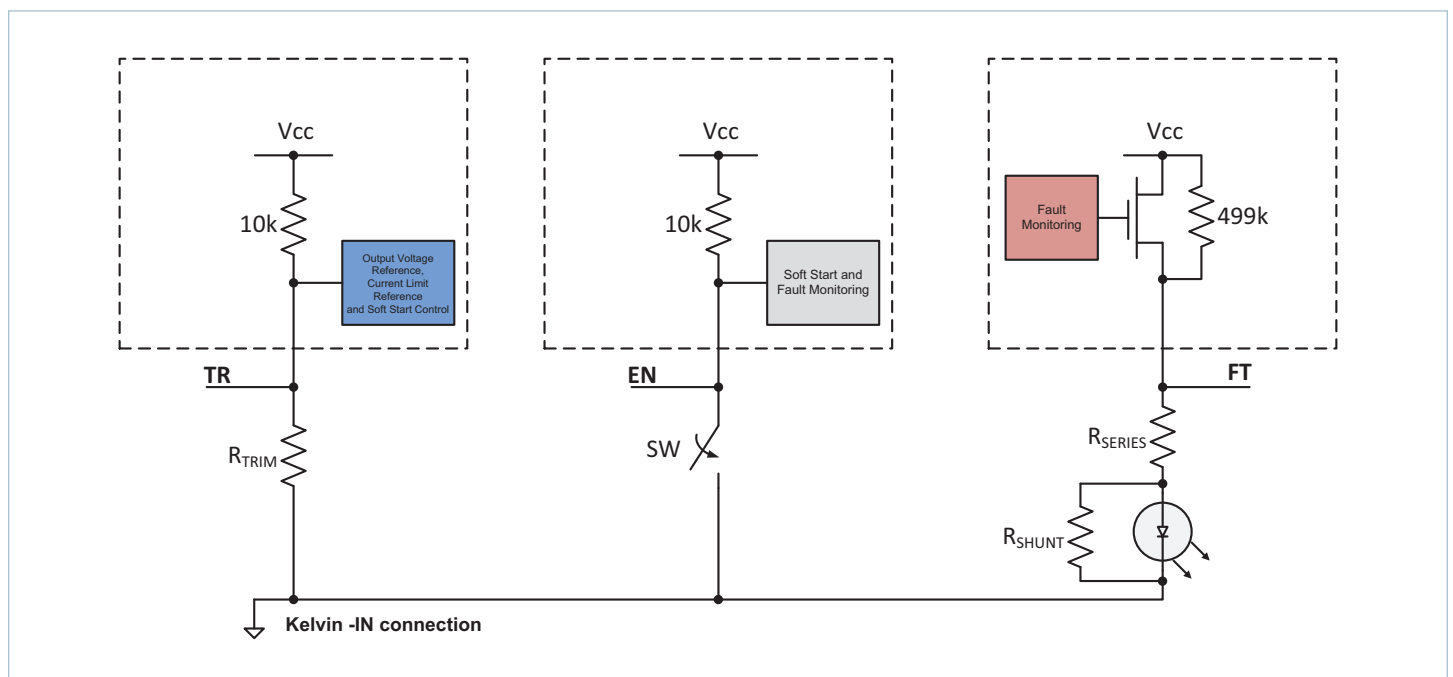 Vcc
10k
Output Voltage
Reference,
Current Limit
Reference
and Soft Start Control
TR
RTRIM
Vcc
10k
Soft Start and
Fault Monitoring
EN
SW
Vcc
Fault
Monitoring
499k
FT
RSERIES
RSHUNT
Kelvin -IN connection